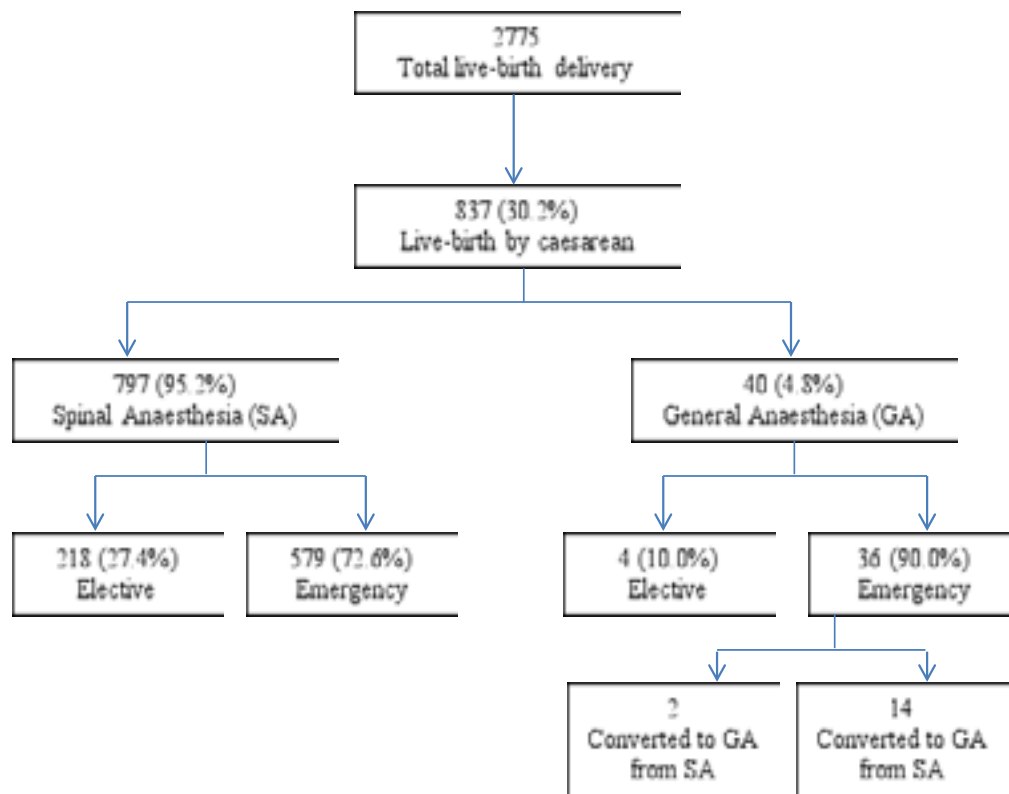 2775
Total live-birth delivery
837 (30.2%)
Live-birth by caesarean
797 (95.2%)
Spinal Anaesthesia (SA)
40 (4.8%)
General Anaesthesia (GA)
218 (27.4%)
Elective
579 (72.6%)
Emergency
4 (10.0%)
Elective
36 (90.0%)
Emergency
2
Converted to GA
from SA
14
Converted to GA
from SA